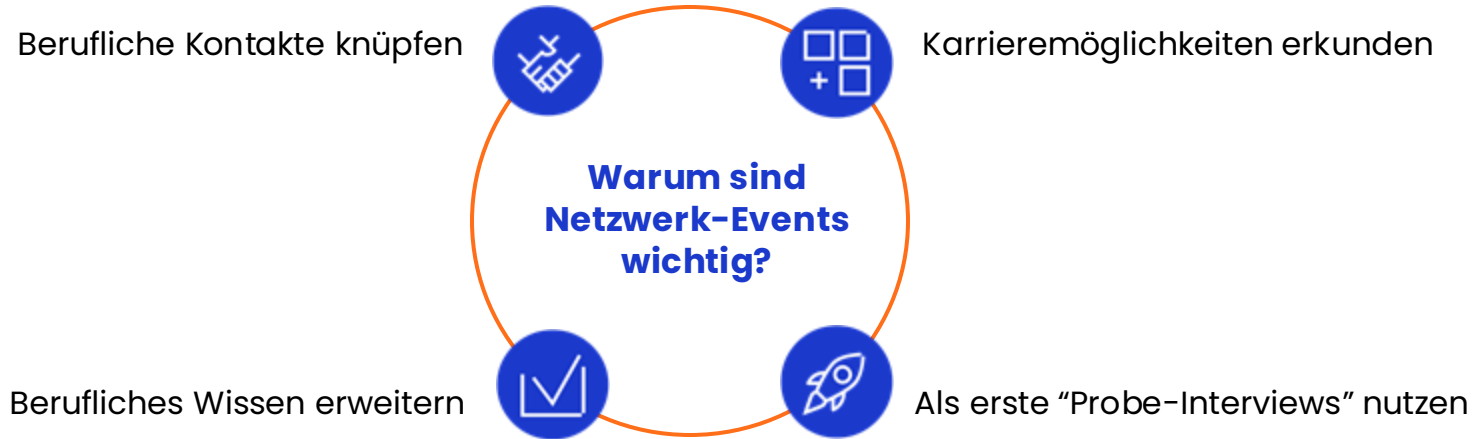 Berufliche Kontakte knüpfen
Karrieremöglichkeiten erkunden
Warum sind
Netzwerk-Events
wichtig?
Berufliches Wissen erweitern
Als erste “Probe-Interviews” nutzen